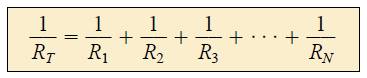 1/R_T = 1/R_1 + 1/R_2 + 1/R_3 + · · · + 1/R_N